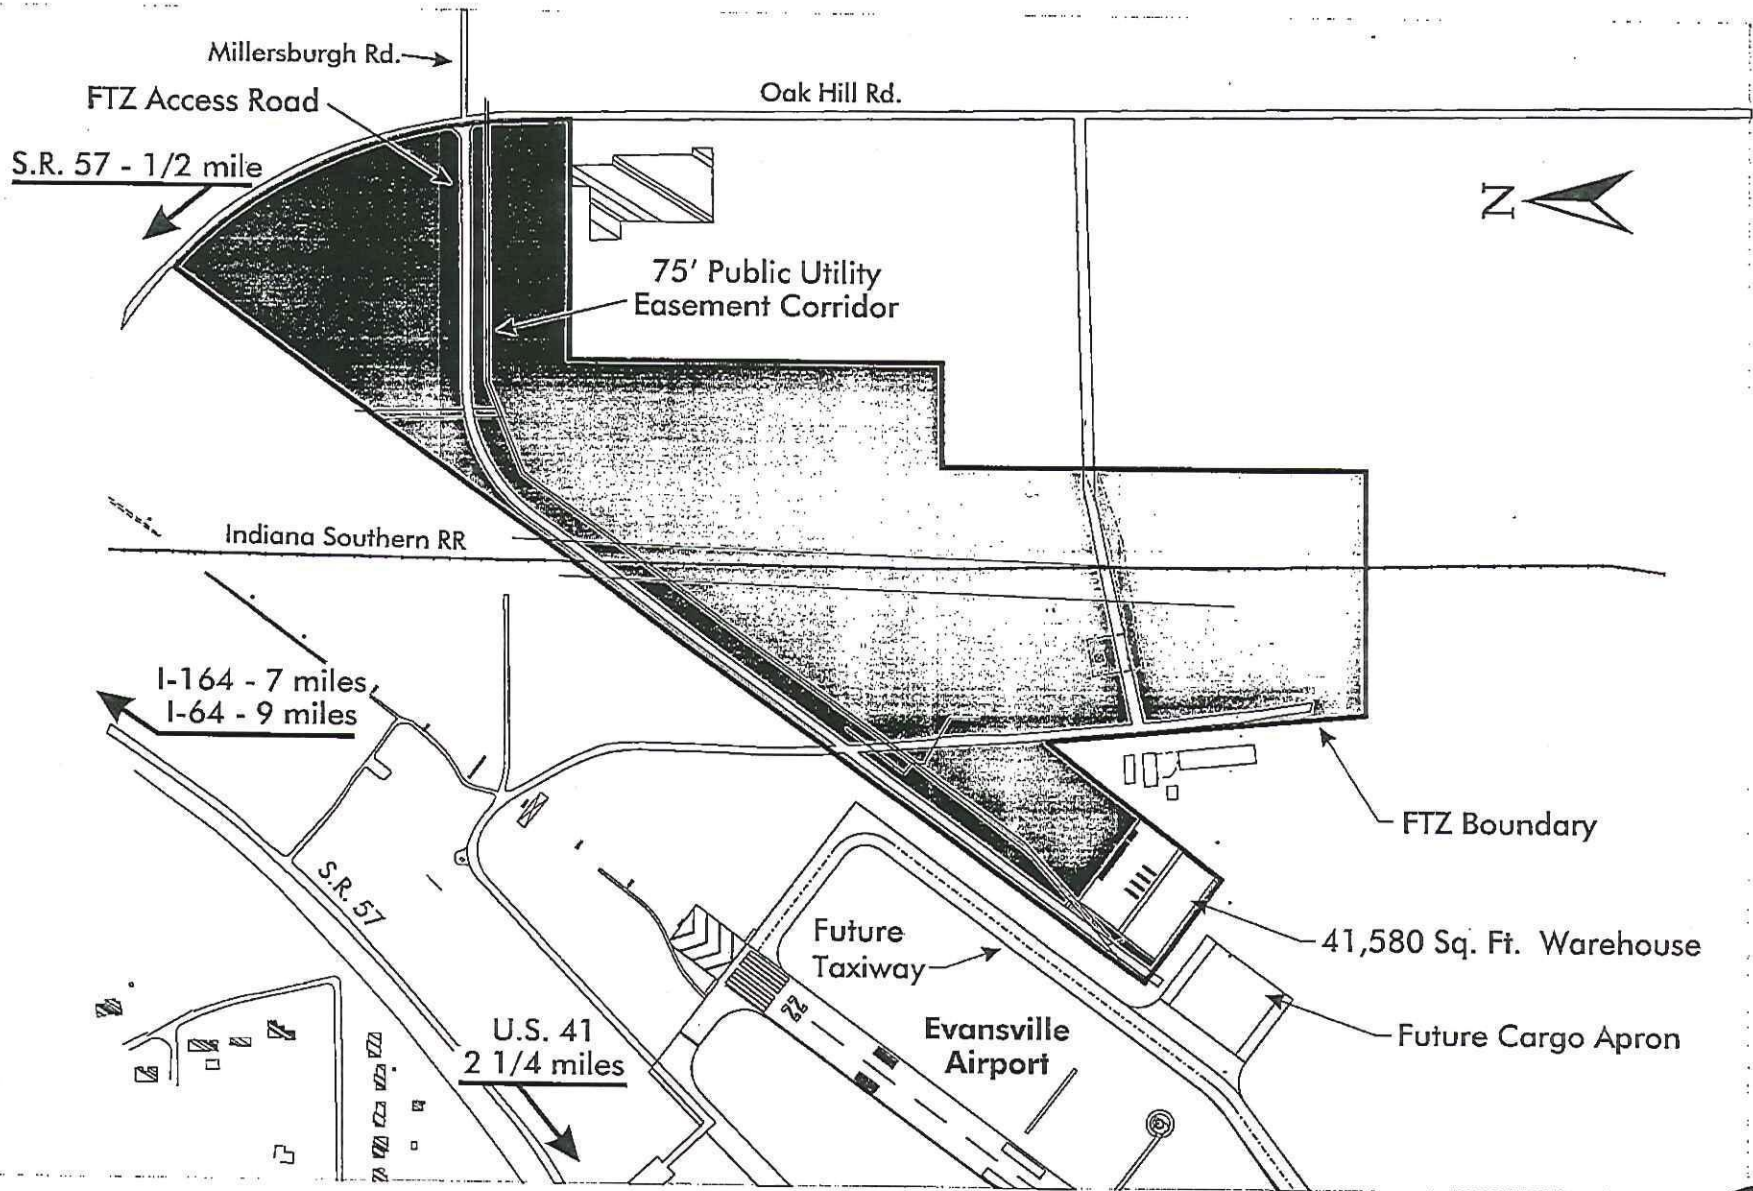 Millersburgh Rd.
FTZ Access Road
Oak Hill Rd.
S.R. 57 - 1/2 mile
N
75' Public Utility
Easement Corridor
Indiana Southern RR
I-164 - 7 miles
I-64 - 9 miles
FTZ Boundary
S.R. 57
Future
Taxiway
41,580 Sq. Ft. Warehouse
22
U.S. 41
2 1/4 miles
Evansville
Airport
Future Cargo Apron